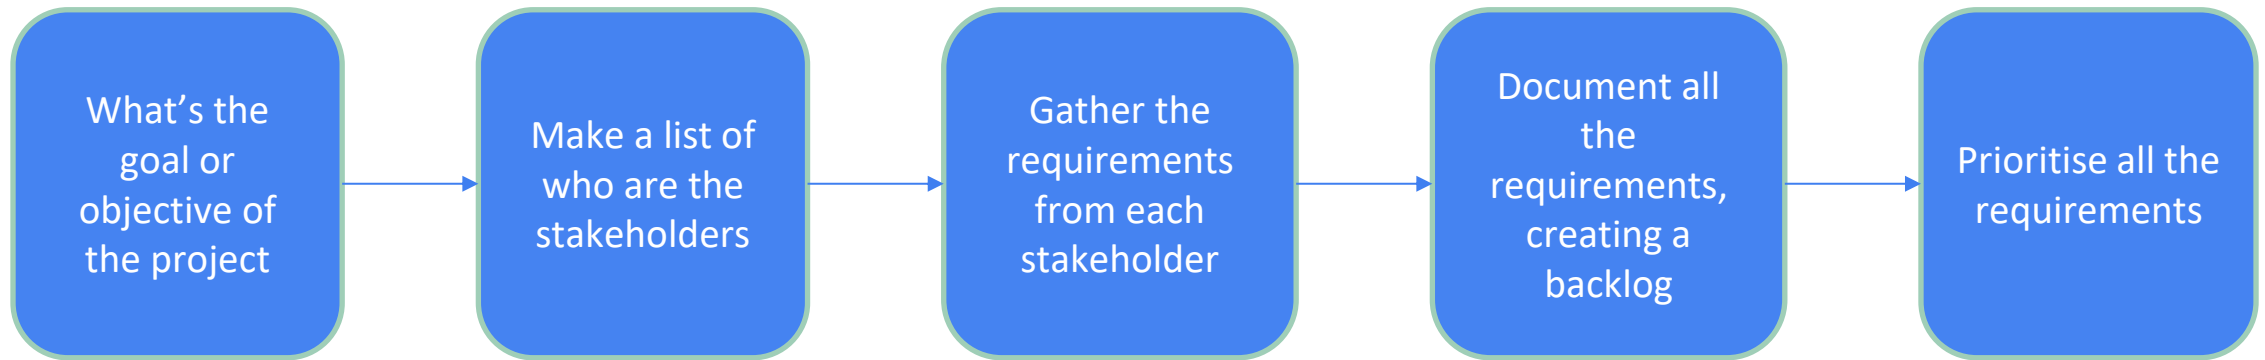 What’s the
goal or
objective of
the project
Make a list of
who are the
stakeholders
Gather the
requirements
from each
stakeholder
Document all
the
requirements,
creating a
backlog
Prioritise all the
requirements